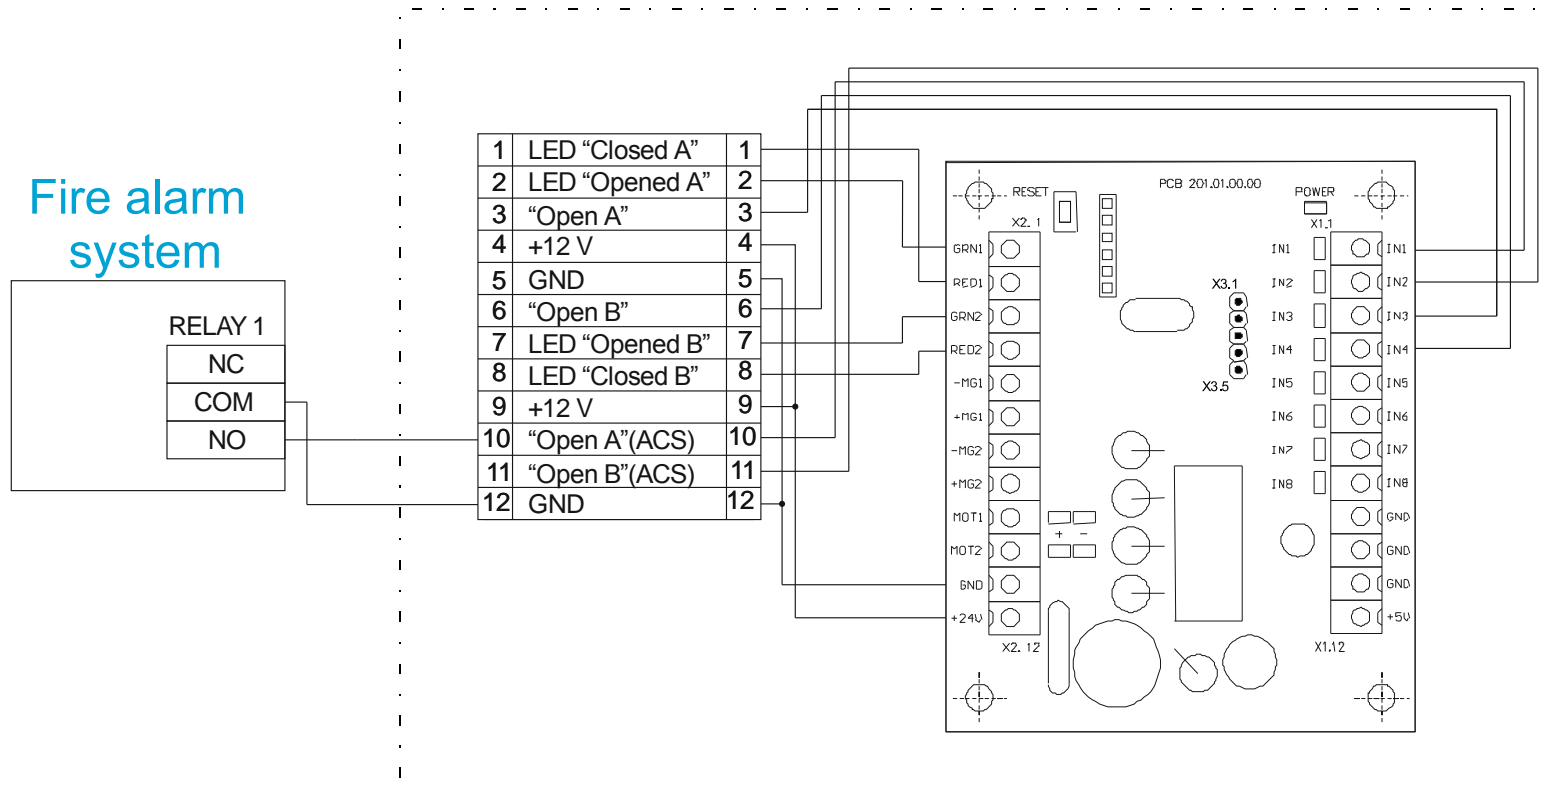 Fire alarm
system
RELAY 1
NC
COM
NO
1 LED “Closed A” 1
2 LED “Opened A” 2
3 “Open A” 3
4 +12 V 4
5 GND 5
6 “Open B” 6
7 LED “Opened B” 7
8 LED “Closed B” 8
9 +12 V 9
10 “Open A”(ACS) 10
11 “Open B”(ACS) 11
12 GND 12
PCB 201.01.00.00
RESET
POWER
X2. 1
X1.1
GRN1
RED1
GRN2
RED2
-MG1
+MG1
-MG2
+MG2
MOT1
MOT2
GND
+24V
X2. 12
+ -
X3.1
X3.5
IN1
IN2
IN3
IN4
IN5
IN6
IN7
IN8
IN1
IN2
IN3
IN4
IN5
IN6
IN7
IN8
GND
GND
GND
+5V
X1.12